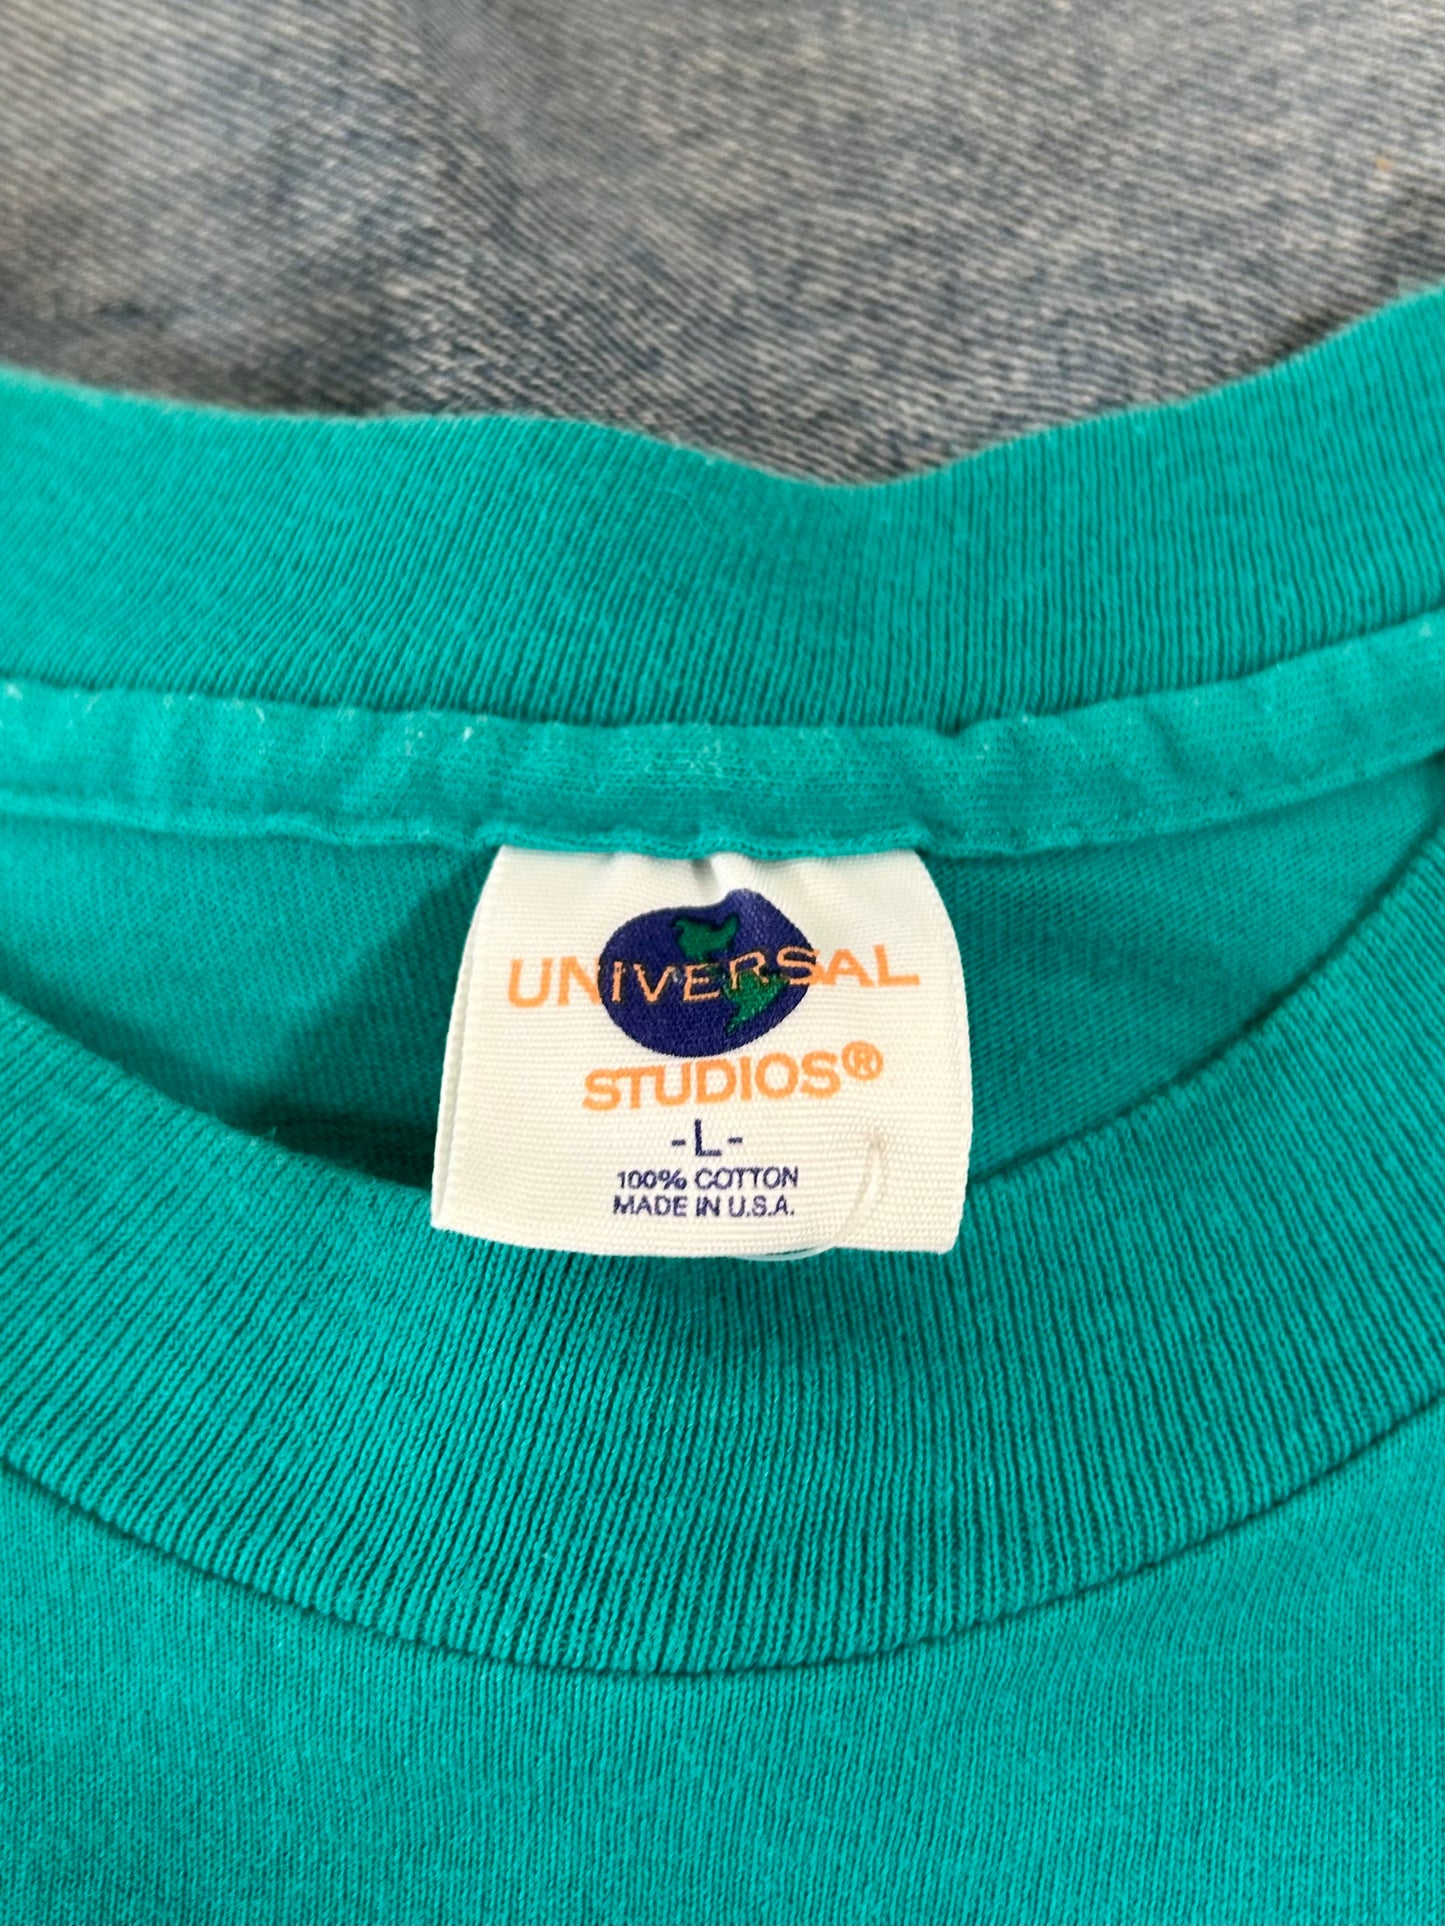 UNIVERSAL
STUDIOS®
-L-
100% COTTON
MADE IN U.S.A.